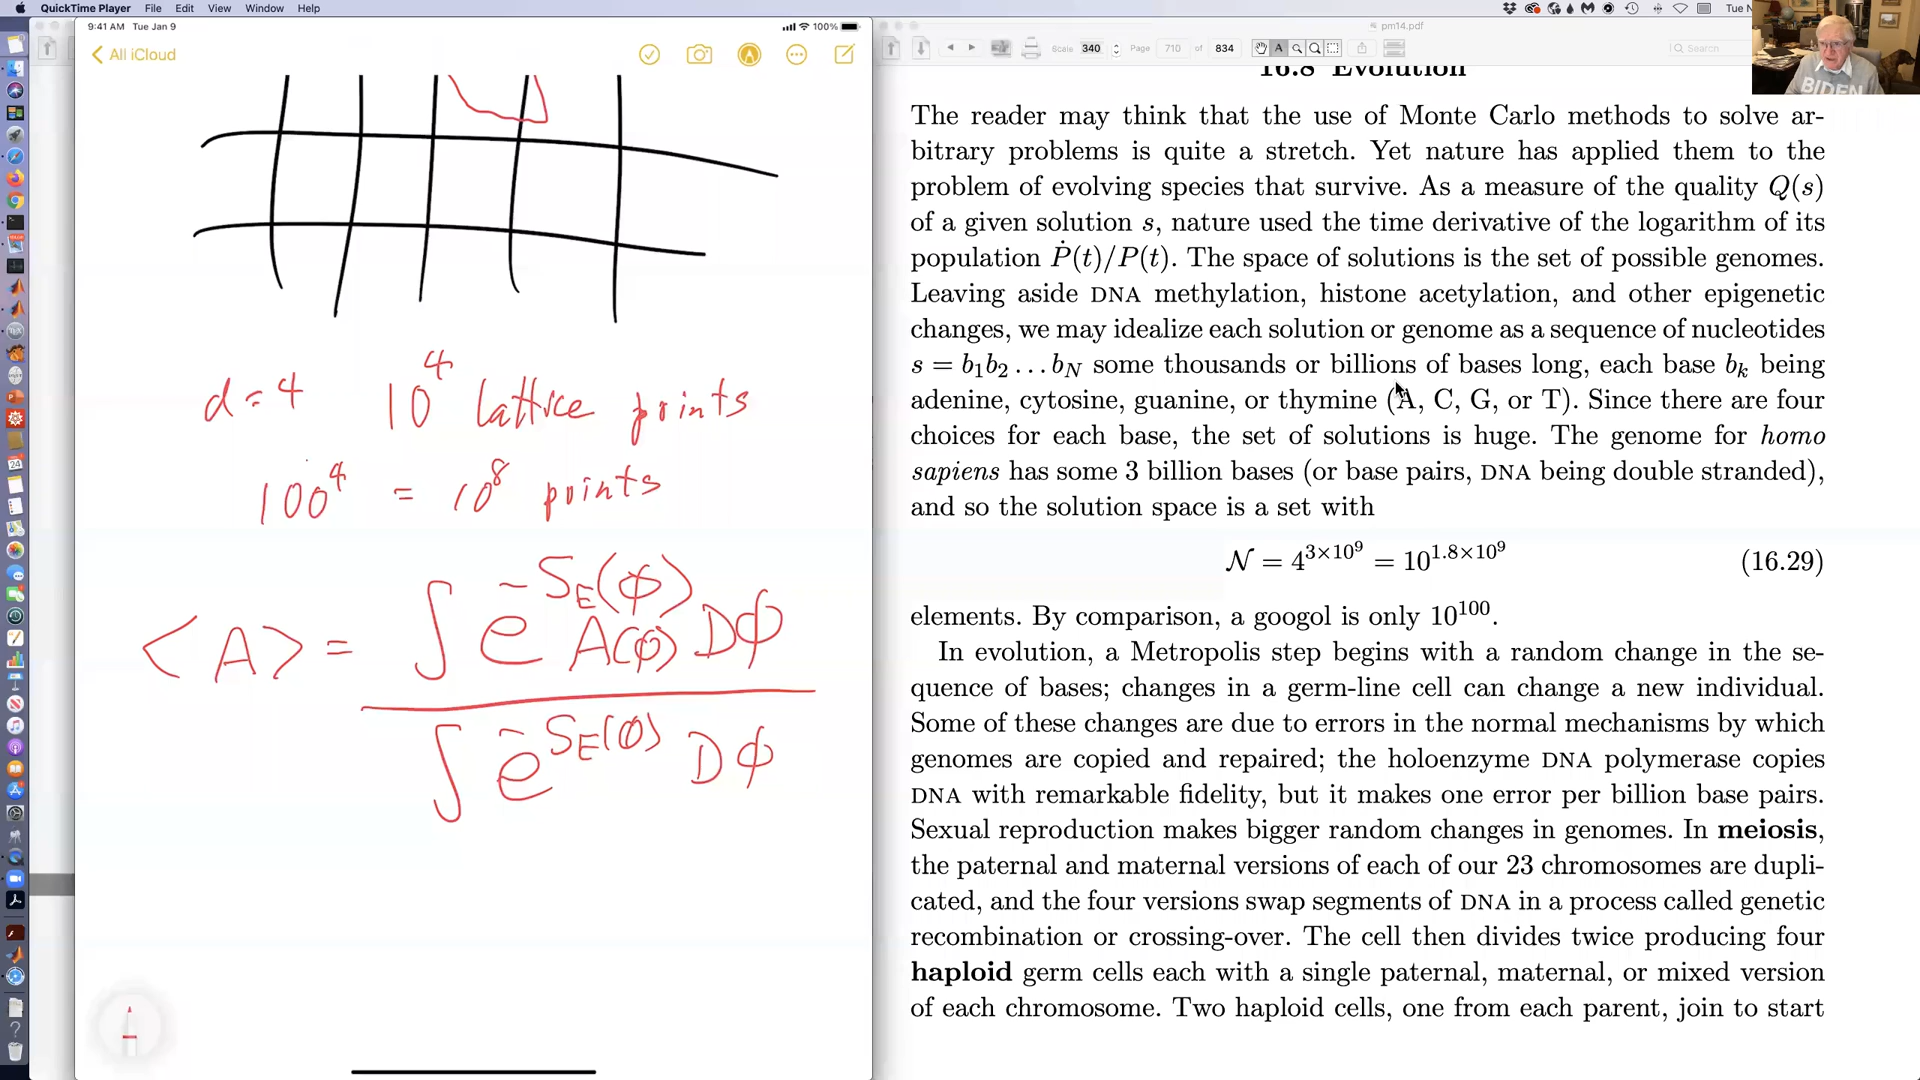 QuickTime Player File Edit View Window Help
Tue N
9:41 AM Tue Jan 9
100%
All iCloud
d = 4 10^4 lattice points
100^4 = 10^8 points
<A> = ∫ e^{-S_E(ϕ)} A(ϕ) Dϕ
∫ e^{-S_E(ϕ)} Dϕ
pm14.pdf
Scale 340 Page 710 of 834
Search
BIDEN
16.8 Evolution
The reader may think that the use of Monte Carlo methods to solve ar-
bitrary problems is quite a stretch. Yet nature has applied them to the
problem of evolving species that survive. As a measure of the quality Q(s)
of a given solution s, nature used the time derivative of the logarithm of its
population Ṗ(t)/P(t). The space of solutions is the set of possible genomes.
Leaving aside DNA methylation, histone acetylation, and other epigenetic
changes, we may idealize each solution or genome as a sequence of nucleotides
s = b₁b₂ . . . b_N some thousands or billions of bases long, each base b_k being
adenine, cytosine, guanine, or thymine (A, C, G, or T). Since there are four
choices for each base, the set of solutions is huge. The genome for homo
sapiens has some 3 billion bases (or base pairs, DNA being double stranded),
and so the solution space is a set with
𝒩 = 4^{3×10^9} = 10^{1.8×10^9} (16.29)
elements. By comparison, a googol is only 10^{100}.
In evolution, a Metropolis step begins with a random change in the se-
quence of bases; changes in a germ-line cell can change a new individual.
Some of these changes are due to errors in the normal mechanisms by which
genomes are copied and repaired; the holoenzyme DNA polymerase copies
DNA with remarkable fidelity, but it makes one error per billion base pairs.
Sexual reproduction makes bigger random changes in genomes. In meiosis,
the paternal and maternal versions of each of our 23 chromosomes are dupli-
cated, and the four versions swap segments of DNA in a process called genetic
recombination or crossing-over. The cell then divides twice producing four
haploid germ cells each with a single paternal, maternal, or mixed version
of each chromosome. Two haploid cells, one from each parent, join to start